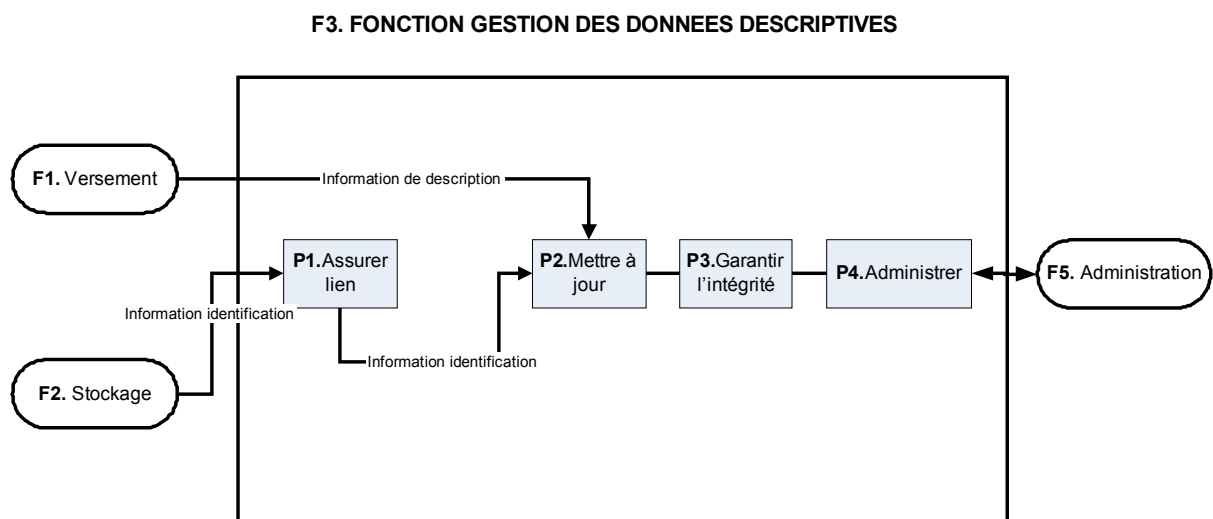 F3. FONCTION GESTION DES DONNEES DESCRIPTIVES
F1. Versement
Information de description
P1.Assurer
lien
P2.Mettre à
jour
P3.Garantir
l'intégrité
P4.Administrer
F5. Administration
Information identification
Information identification
F2. Stockage